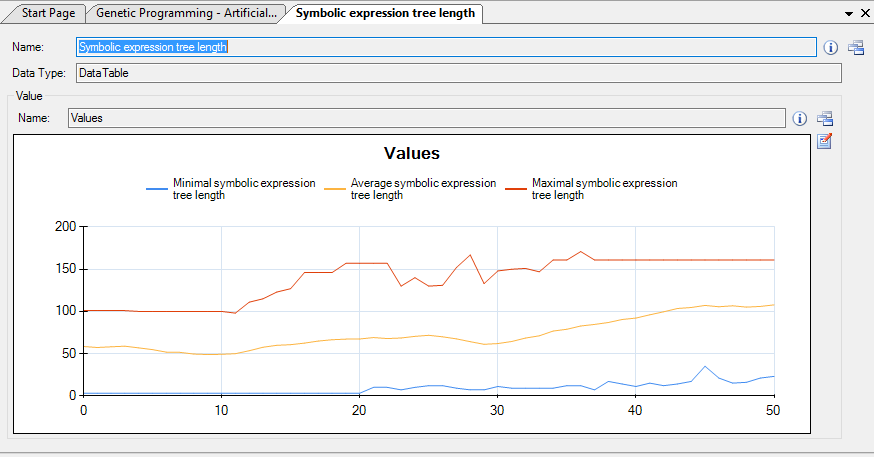 Start Page
Genetic Programming - Artificial...
Symbolic expression tree length
Name:
Symbolic expression tree length
Data Type:
DataTable
Value
Name:
Values
Values
Minimal symbolic expression
tree length
Average symbolic expression
tree length
Maximal symbolic expression
tree length
200
150
100
50
0
0
10
20
30
40
50